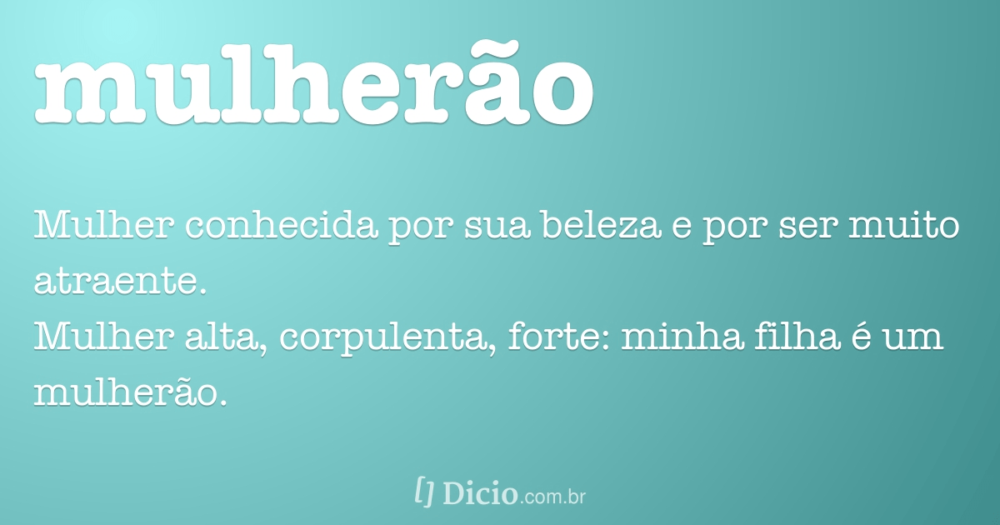 mulherão
Mulher conhecida por sua beleza e por ser muito
atraente.
Mulher alta, corpulenta, forte: minha filha é um
mulherão.
[] Dicio.com.br